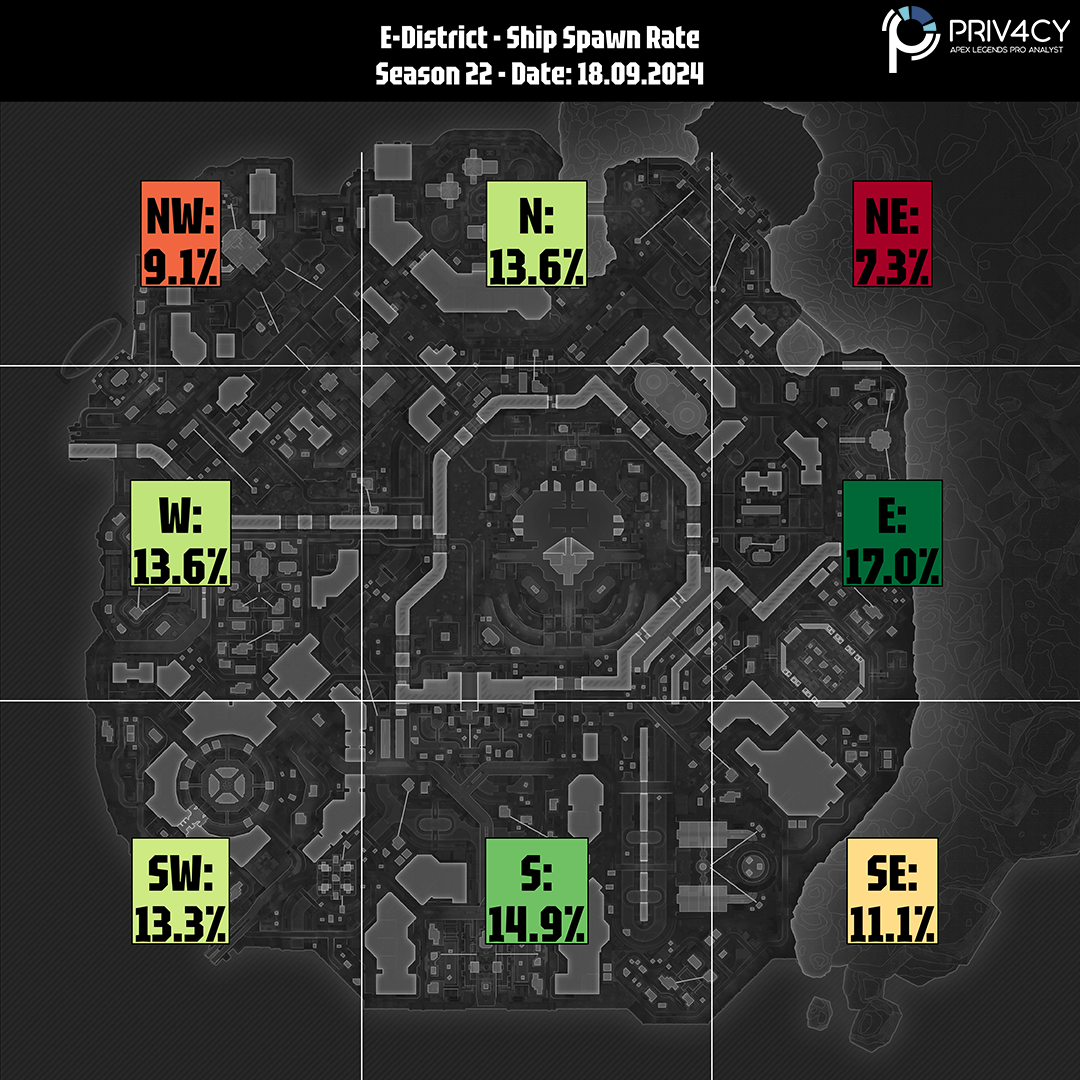 E-District - Ship Spawn Rate
Season 22 - Date: 18.09.2024
PRIV4CY
APEX LEGENDS PRO ANALYST
NW:
9.1%
N:
13.6%
NE:
7.3%
W:
13.6%
E:
17.0%
SW:
13.3%
S:
14.9%
SE:
11.1%